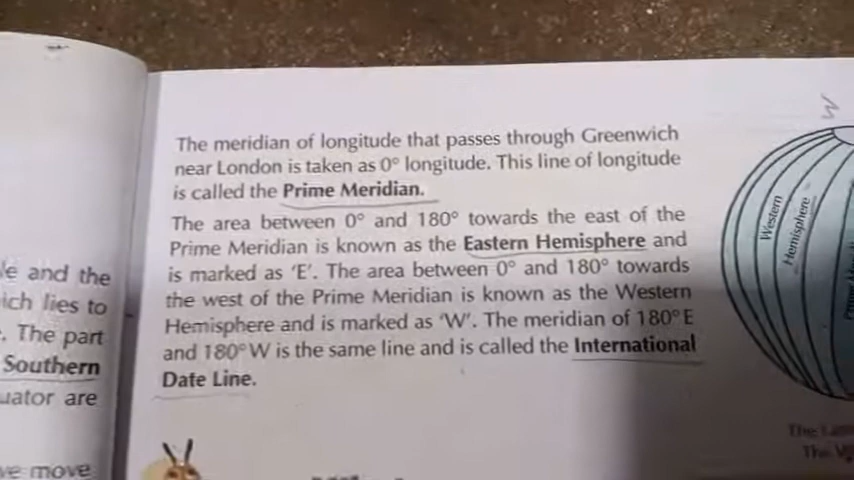 The meridian of longitude that passes through Greenwich
near London is taken as 0° longitude. This line of longitude
is called the Prime Meridian.
The area between 0° and 180° towards the east of the
Prime Meridian is known as the Eastern Hemisphere and
is marked as 'E'. The area between 0° and 180° towards
the west of the Prime Meridian is known as the Western
Hemisphere and is marked as 'W'. The meridian of 180°E
and 180°W is the same line and is called the International
Date Line.
and the
lies to
The part
Southern
are
move
Western
Hemisphere
The
The